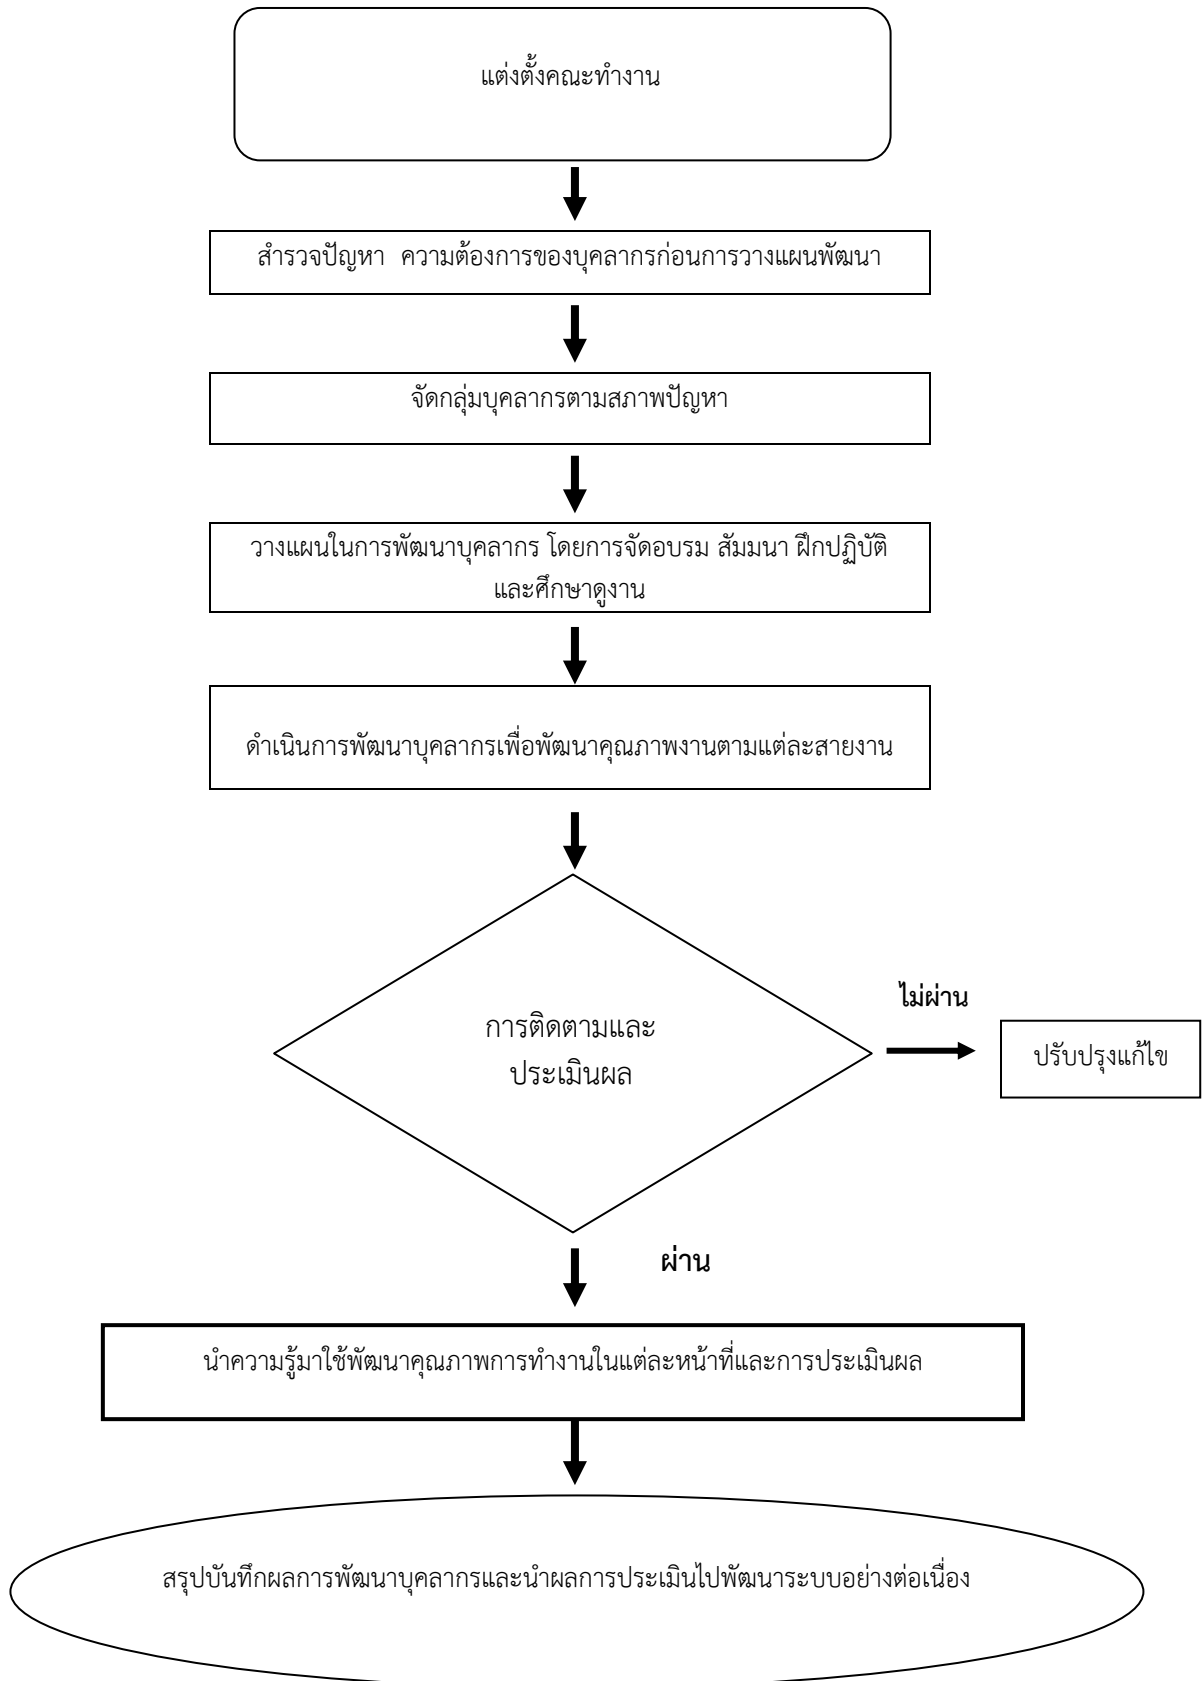 แต่งตั้งคณะทำงาน
สำรวจปัญหา ความต้องการของบุคลากรก่อนการวางแผนพัฒนา
จัดกลุ่มบุคลากรตามสภาพปัญหา
วางแผนในการพัฒนาบุคลากร โดยการจัดอบรม สัมมนา ฝึกปฏิบัติ
และศึกษาดูงาน
ดำเนินการพัฒนาบุคลากรเพื่อพัฒนาคุณภาพงานตามแต่ละสายงาน
การติดตามและ
ประเมินผล
ไม่ผ่าน
ปรับปรุงแก้ไข
ผ่าน
นำความรู้มาใช้พัฒนาคุณภาพการทำงานในแต่ละหน้าที่และการประเมินผล
สรุปบันทึกผลการพัฒนาบุคลากรและนำผลการประเมินไปพัฒนาระบบอย่างต่อเนื่อง